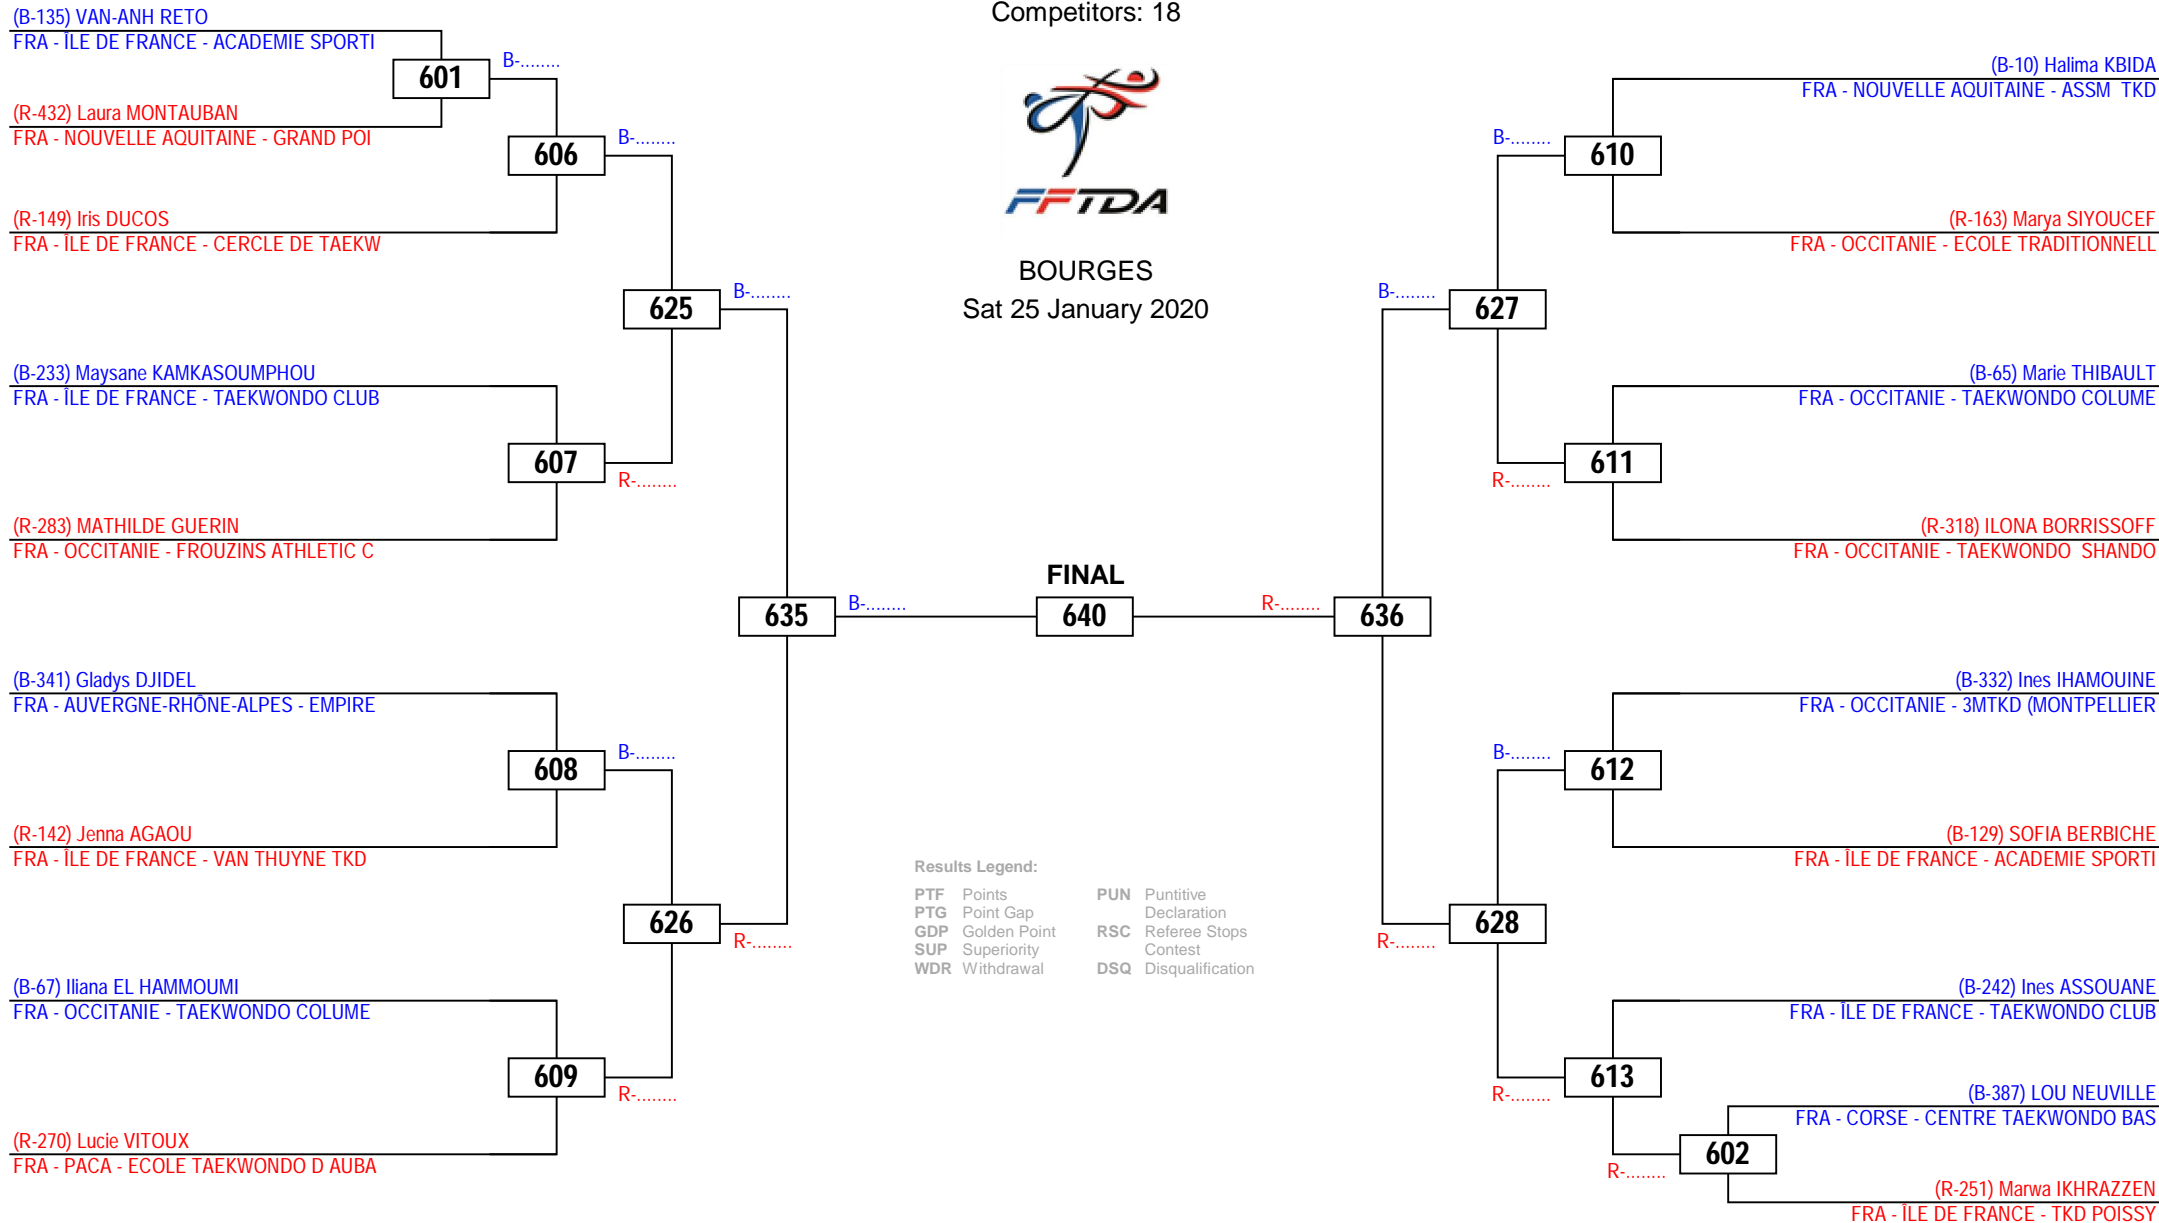 Competitors: 18
FFTDA
BOURGES
Sat 25 January 2020
(B-135) VAN-ANH RETO
FRA - ÎLE DE FRANCE - ACADEMIE SPORTI
601
B-........
(R-432) Laura MONTAUBAN
FRA - NOUVELLE AQUITAINE - GRAND POI
606
B-........
(R-149) Iris DUCOS
FRA - ÎLE DE FRANCE - CERCLE DE TAEKW
625
B-........
(B-233) Maysane KAMKASOUMPHOU
FRA - ÎLE DE FRANCE - TAEKWONDO CLUB
607
R-........
(R-283) MATHILDE GUERIN
FRA - OCCITANIE - FROUZINS ATHLETIC C
635
B-........
(B-341) Gladys DJIDEL
FRA - AUVERGNE-RHÔNE-ALPES - EMPIRE
608
B-........
(R-142) Jenna AGAOU
FRA - ÎLE DE FRANCE - VAN THUYNE TKD
626
R-........
(B-67) Iliana EL HAMMOUMI
FRA - OCCITANIE - TAEKWONDO COLUME
609
R-........
(R-270) Lucie VITOUX
FRA - PACA - ECOLE TAEKWONDO D AUBA
FINAL
640
Results Legend:
PTF Points
PTG Point Gap
GDP Golden Point
SUP Superiority
WDR Withdrawal
PUN Puntitive
Declaration
RSC Referee Stops
Contest
DSQ Disqualification
(B-10) Halima KBIDA
FRA - NOUVELLE AQUITAINE - ASSM  TKD
B-........
610
(R-163) Marya SIYOUCEF
FRA - OCCITANIE - ECOLE TRADITIONNELL
B-........
627
(B-65) Marie THIBAULT
FRA - OCCITANIE - TAEKWONDO COLUME
611
R-........
(R-318) ILONA BORRISSOFF
FRA - OCCITANIE - TAEKWONDO  SHANDO
R-........
636
(B-332) Ines IHAMOUINE
FRA - OCCITANIE - 3MTKD (MONTPELLIER
B-........
612
(B-129) SOFIA BERBICHE
FRA - ÎLE DE FRANCE - ACADEMIE SPORTI
628
R-........
(B-242) Ines ASSOUANE
FRA - ÎLE DE FRANCE - TAEKWONDO CLUB
613
R-........
(B-387) LOU NEUVILLE
FRA - CORSE - CENTRE TAEKWONDO BAS
602
R-........
(R-251) Marwa IKHRAZZEN
FRA - ÎLE DE FRANCE - TKD POISSY